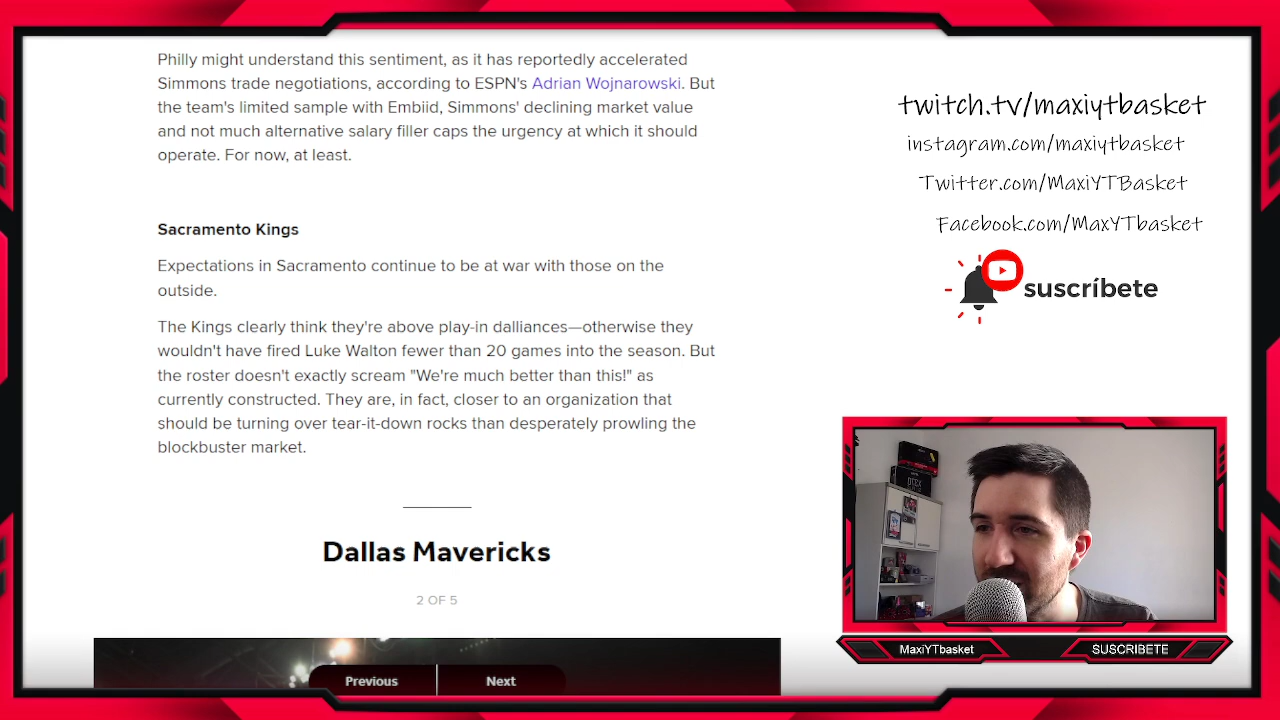 Philly might understand this sentiment, as it has reportedly accelerated
Simmons trade negotiations, according to ESPN's Adrian Wojnarowski. But
the team's limited sample with Embiid, Simmons' declining market value
and not much alternative salary filler caps the urgency at which it should
operate. For now, at least.
Sacramento Kings
Expectations in Sacramento continue to be at war with those on the
outside.
The Kings clearly think they're above play-in dalliances—otherwise they
wouldn't have fired Luke Walton fewer than 20 games into the season. But
the roster doesn't exactly scream "We're much better than this!" as
currently constructed. They are, in fact, closer to an organization that
should be turning over tear-it-down rocks than desperately prowling the
blockbuster market.
Dallas Mavericks
2 OF 5
Previous
Next
twitch.tv/maxiytbasket
instagram.com/maxiytbasket
Twitter.com/MaxiYTBasket
Facebook.com/MaxYTbasket
suscríbete
MaxiYTbasket
SUSCRIBETE